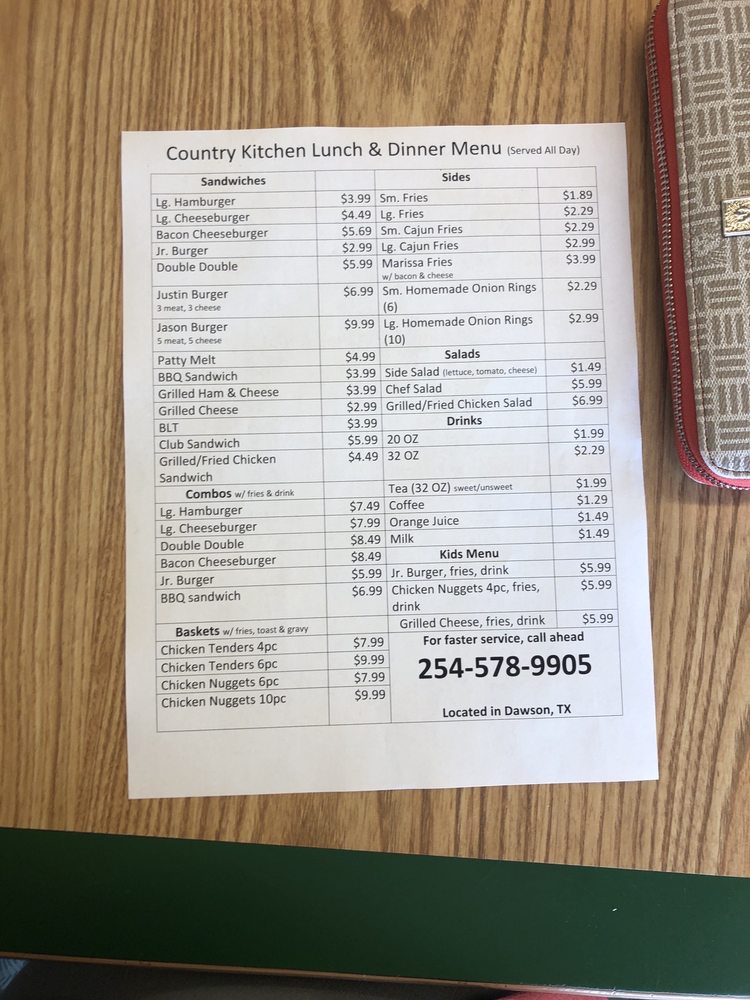 Country Kitchen Lunch & Dinner Menu (Served All Day)
Sandwiches
Lg. Hamburger $3.99
Lg. Cheeseburger $4.49
Bacon Cheeseburger $5.69
Jr. Burger $2.99
Double Double $5.99
Justin Burger $6.99
3 meat, 3 cheese
Jason Burger $9.99
5 meat, 5 cheese
Patty Melt $4.99
BBQ Sandwich $3.99
Grilled Ham & Cheese $3.99
Grilled Cheese $2.99
BLT $3.99
Club Sandwich $5.99
Grilled/Fried Chicken $4.49
Sandwich
Combos w/ fries & drink
Lg. Hamburger $7.49
Lg. Cheeseburger $7.99
Double Double $8.49
Bacon Cheeseburger $8.49
Jr. Burger $5.99
BBQ sandwich $6.99
Baskets w/ fries, toast & gravy
Chicken Tenders 4pc $7.99
Chicken Tenders 6pc $9.99
Chicken Nuggets 6pc $7.99
Chicken Nuggets 10pc $9.99
Sides
Sm. Fries $1.89
Lg. Fries $2.29
Sm. Cajun Fries $2.29
Lg. Cajun Fries $2.99
Marissa Fries $3.99
w/ bacon & cheese
Sm. Homemade Onion Rings $2.29
(6)
Lg. Homemade Onion Rings $2.99
(10)
Salads
Side Salad (lettuce, tomato, cheese) $1.49
Chef Salad $5.99
Grilled/Fried Chicken Salad $6.99
Drinks
20 OZ $1.99
32 OZ $2.29
Tea (32 OZ) sweet/unsweet $1.99
Coffee $1.29
Orange Juice $1.49
Milk $1.49
Kids Menu
Jr. Burger, fries, drink $5.99
Chicken Nuggets 4pc, fries, $5.99
drink
Grilled Cheese, fries, drink $5.99
For faster service, call ahead
254-578-9905
Located in Dawson, TX